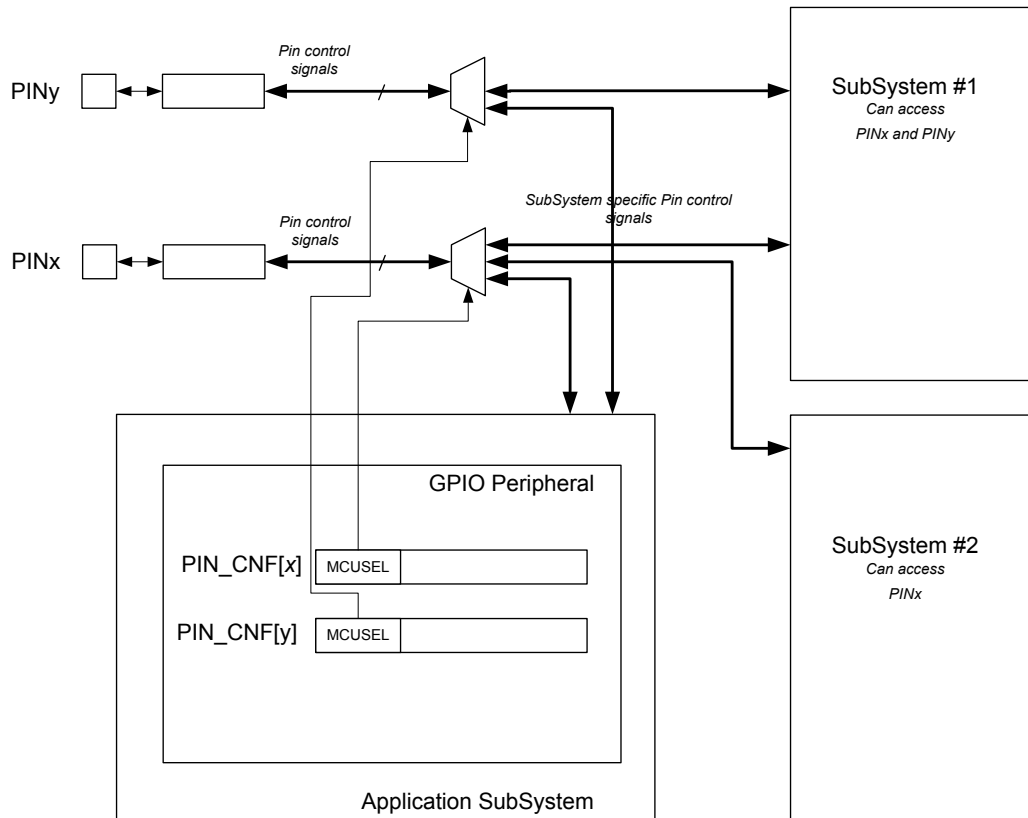 Pin control
signals
PINy
SubSystem #1
Can access
PINx and PINy
SubSystem specific Pin control
signals
Pin control
signals
PINx
GPIO Peripheral
PIN_CNF[x]
MCUSEL
PIN_CNF[y]
MCUSEL
Application SubSystem
SubSystem #2
Can access
PINx